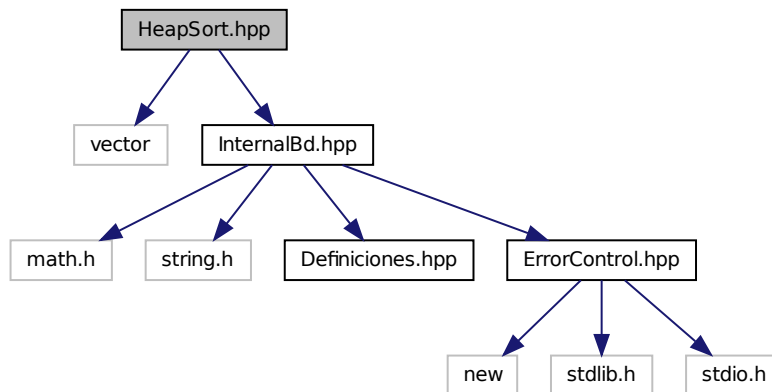 HeapSort.hpp
vector
InternalBd.hpp
math.h
string.h
Definiciones.hpp
ErrorControl.hpp
new
stdlib.h
stdio.h